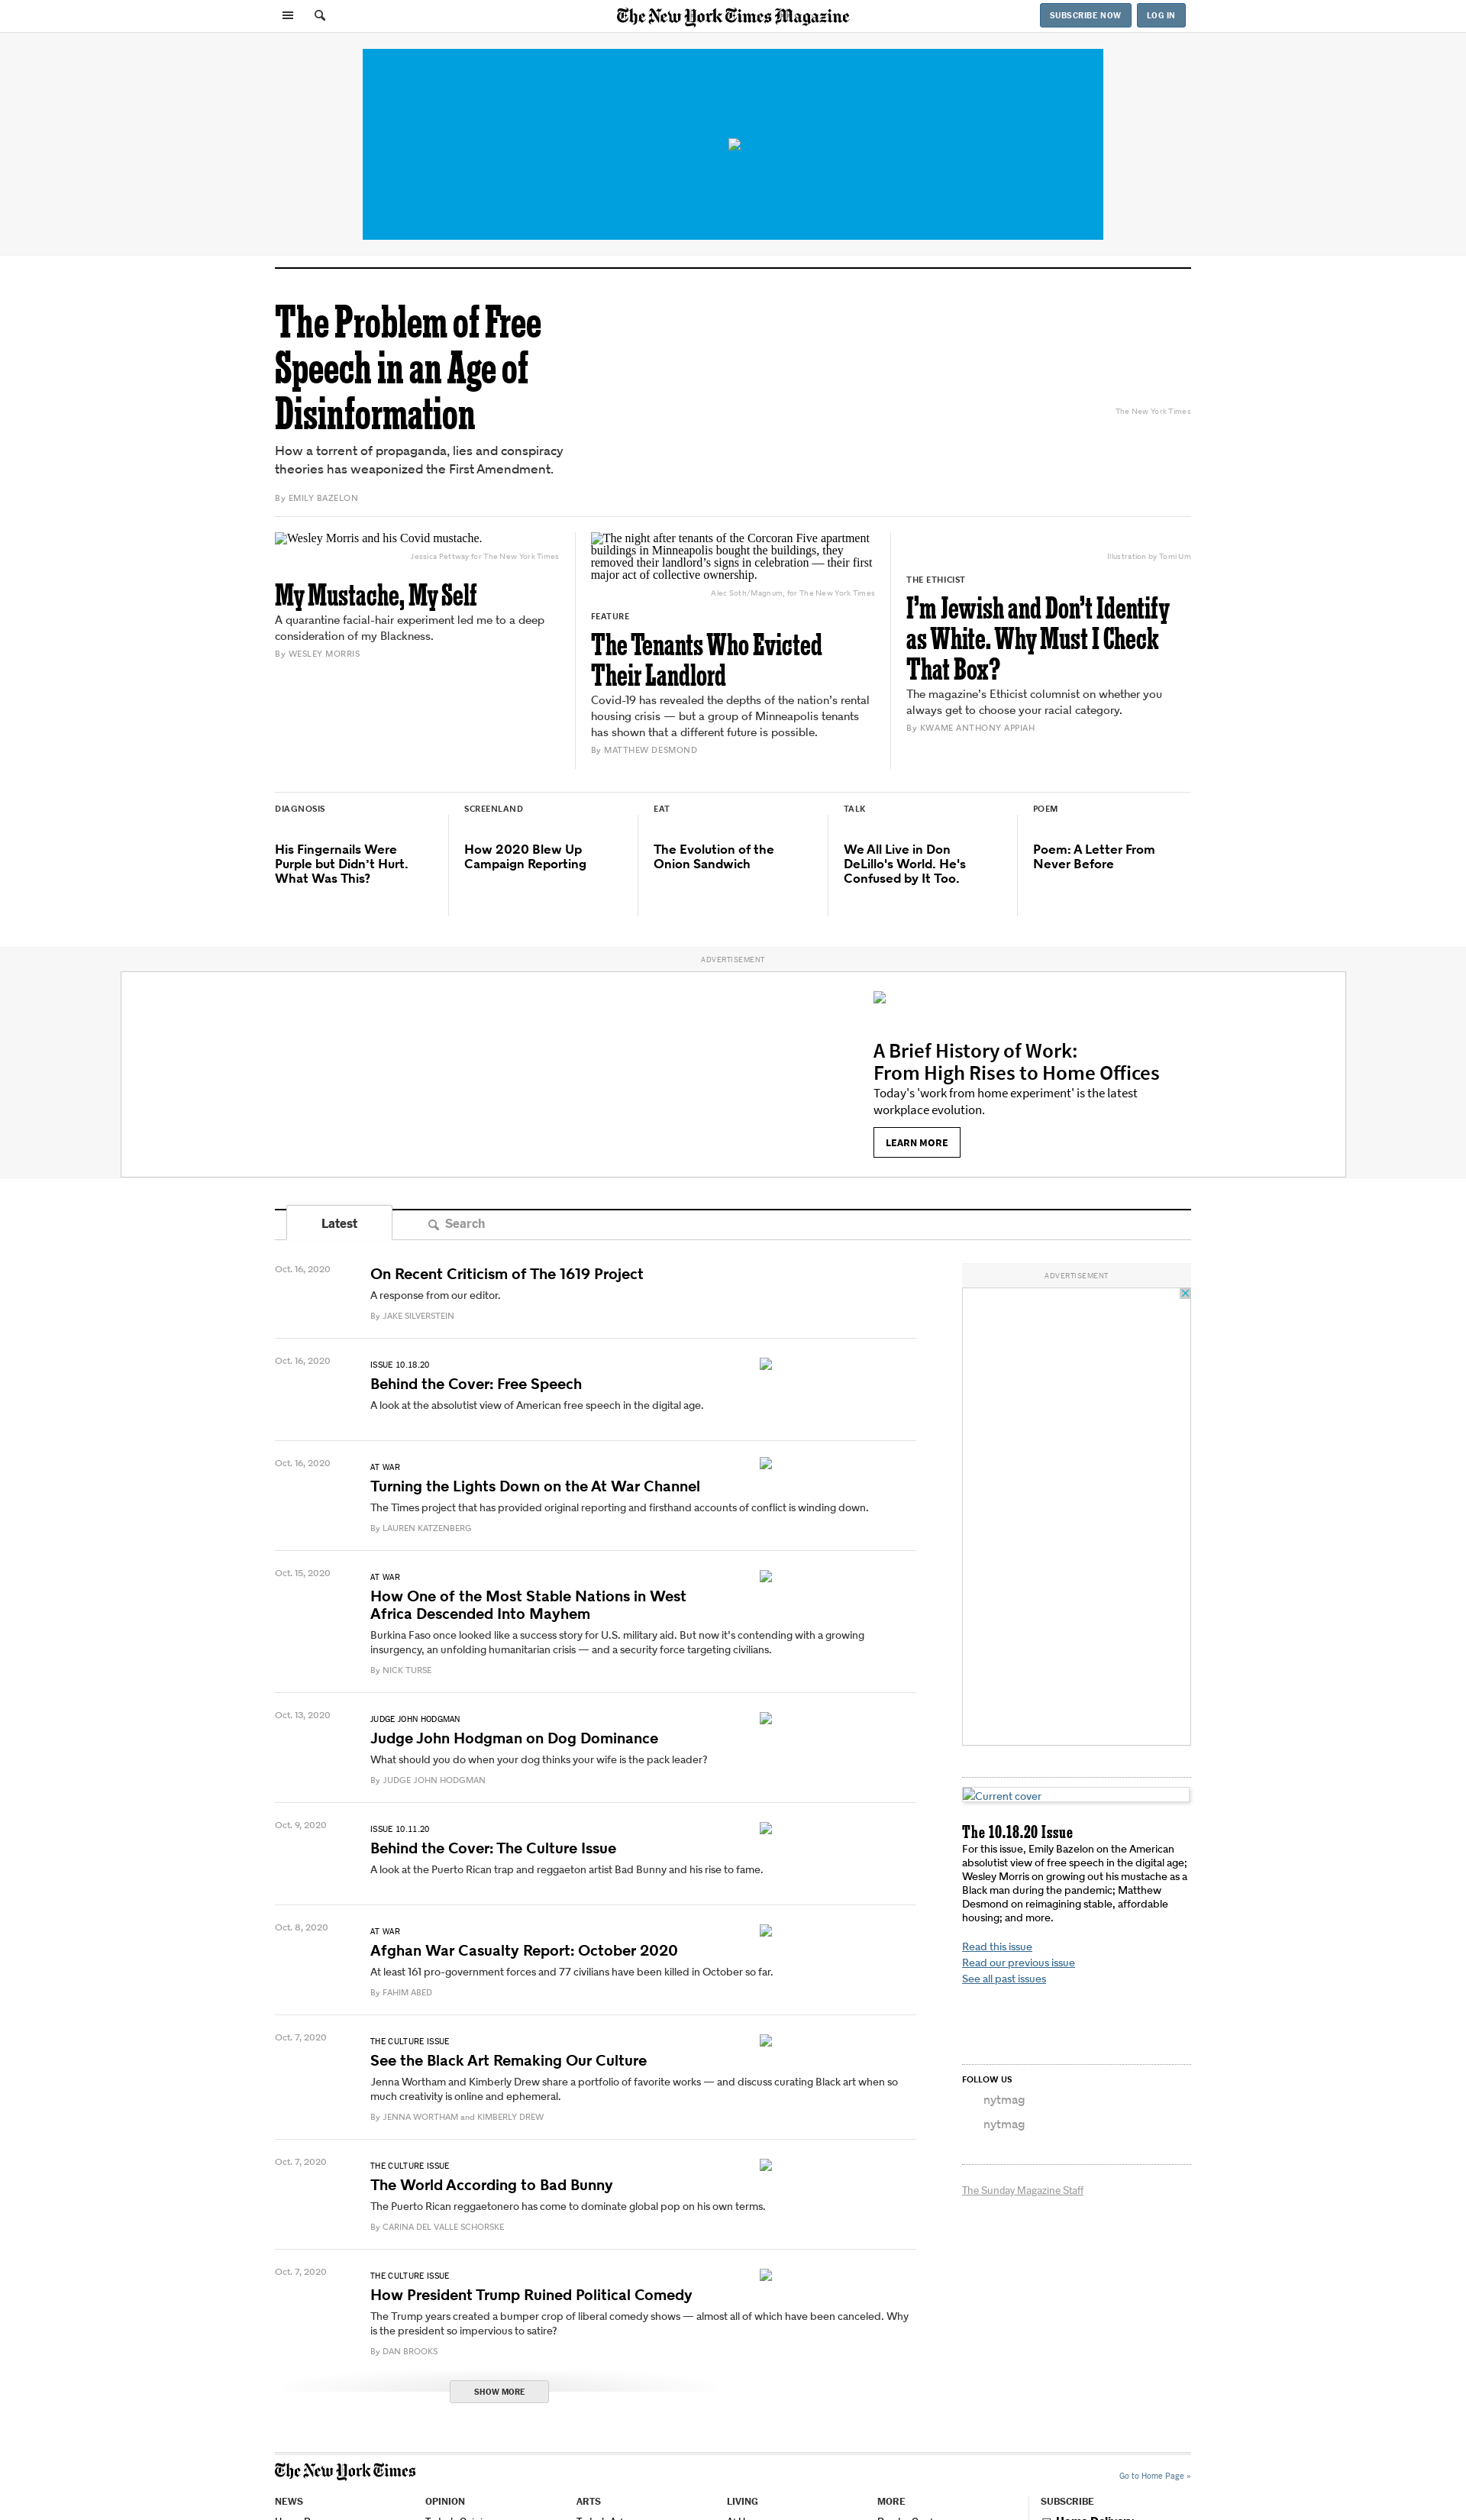 The New York Times Magazine
SUBSCRIBE NOW
LOG IN
The Problem of Free
Speech in an Age of
Disinformation
How a torrent of propaganda, lies and conspiracy
theories has weaponized the First Amendment.
By EMILY BAZELON
The New York Times
Wesley Morris and his Covid mustache.
Jessica Pettway for The New York Times
My Mustache, My Self
A quarantine facial-hair experiment led me to a deep
consideration of my Blackness.
By WESLEY MORRIS
The night after tenants of the Corcoran Five apartment
buildings in Minneapolis bought the buildings, they
removed their landlord’s signs in celebration — their first
major act of collective ownership.
Alec Soth/Magnum, for The New York Times
FEATURE
The Tenants Who Evicted
Their Landlord
Covid-19 has revealed the depths of the nation’s rental
housing crisis — but a group of Minneapolis tenants
has shown that a different future is possible.
By MATTHEW DESMOND
Illustration by Tomi Um
THE ETHICIST
I’m Jewish and Don’t Identify
as White. Why Must I Check
That Box?
The magazine’s Ethicist columnist on whether you
always get to choose your racial category.
By KWAME ANTHONY APPIAH
DIAGNOSIS
His Fingernails Were
Purple but Didn’t Hurt.
What Was This?
SCREENLAND
How 2020 Blew Up
Campaign Reporting
EAT
The Evolution of the
Onion Sandwich
TALK
We All Live in Don
DeLillo's World. He's
Confused by It Too.
POEM
Poem: A Letter From
Never Before
ADVERTISEMENT
A Brief History of Work:
From High Rises to Home Offices
Today's 'work from home experiment' is the latest
workplace evolution.
LEARN MORE
Latest
Search
Oct. 16, 2020
On Recent Criticism of The 1619 Project
A response from our editor.
By JAKE SILVERSTEIN
Oct. 16, 2020
ISSUE 10.18.20
Behind the Cover: Free Speech
A look at the absolutist view of American free speech in the digital age.
Oct. 16, 2020
AT WAR
Turning the Lights Down on the At War Channel
The Times project that has provided original reporting and firsthand accounts of conflict is winding down.
By LAUREN KATZENBERG
Oct. 15, 2020
AT WAR
How One of the Most Stable Nations in West
Africa Descended Into Mayhem
Burkina Faso once looked like a success story for U.S. military aid. But now it’s contending with a growing
insurgency, an unfolding humanitarian crisis — and a security force targeting civilians.
By NICK TURSE
Oct. 13, 2020
JUDGE JOHN HODGMAN
Judge John Hodgman on Dog Dominance
What should you do when your dog thinks your wife is the pack leader?
By JUDGE JOHN HODGMAN
Oct. 9, 2020
ISSUE 10.11.20
Behind the Cover: The Culture Issue
A look at the Puerto Rican trap and reggaeton artist Bad Bunny and his rise to fame.
Oct. 8, 2020
AT WAR
Afghan War Casualty Report: October 2020
At least 161 pro-government forces and 77 civilians have been killed in October so far.
By FAHIM ABED
Oct. 7, 2020
THE CULTURE ISSUE
See the Black Art Remaking Our Culture
Jenna Wortham and Kimberly Drew share a portfolio of favorite works — and discuss curating Black art when so
much creativity is online and ephemeral.
By JENNA WORTHAM and KIMBERLY DREW
Oct. 7, 2020
THE CULTURE ISSUE
The World According to Bad Bunny
The Puerto Rican reggaetonero has come to dominate global pop on his own terms.
By CARINA DEL VALLE SCHORSKE
Oct. 7, 2020
THE CULTURE ISSUE
How President Trump Ruined Political Comedy
The Trump years created a bumper crop of liberal comedy shows — almost all of which have been canceled. Why
is the president so impervious to satire?
By DAN BROOKS
SHOW MORE
ADVERTISEMENT
Current cover
The 10.18.20 Issue
For this issue, Emily Bazelon on the American
absolutist view of free speech in the digital age;
Wesley Morris on growing out his mustache as a
Black man during the pandemic; Matthew
Desmond on reimagining stable, affordable
housing; and more.
Read this issue
Read our previous issue
See all past issues
FOLLOW US
nytmag
nytmag
The Sunday Magazine Staff
The New York Times
Go to Home Page »
NEWS
OPINION
ARTS
LIVING
MORE
SUBSCRIBE